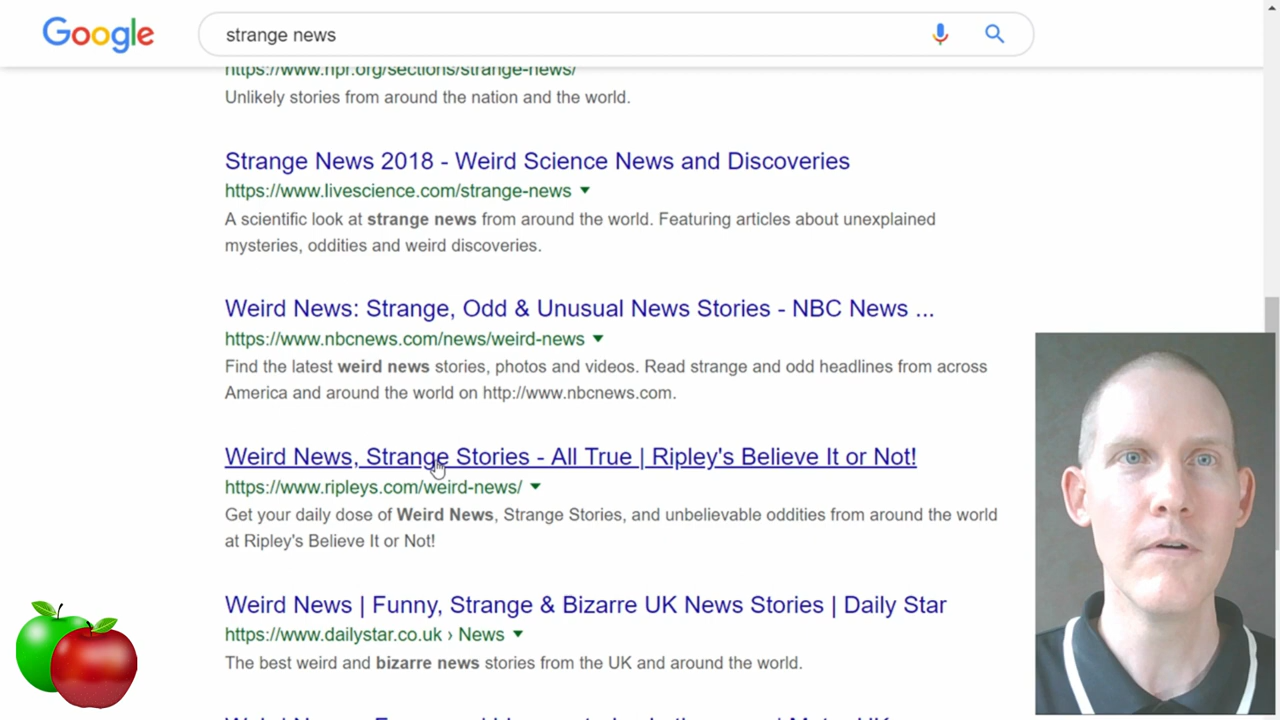 Google
strange news
https://www.npr.org/sections/strange-news/
Unlikely stories from around the nation and the world.
Strange News 2018 - Weird Science News and Discoveries
https://www.livescience.com/strange-news
A scientific look at strange news from around the world. Featuring articles about unexplained
mysteries, oddities and weird discoveries.
Weird News: Strange, Odd & Unusual News Stories - NBC News ...
https://www.nbcnews.com/news/weird-news
Find the latest weird news stories, photos and videos. Read strange and odd headlines from across
America and around the world on http://www.nbcnews.com.
Weird News, Strange Stories - All True | Ripley's Believe It or Not!
https://www.ripleys.com/weird-news/
Get your daily dose of Weird News, Strange Stories, and unbelievable oddities from around the world
at Ripley's Believe It or Not!
Weird News | Funny, Strange & Bizarre UK News Stories | Daily Star
https://www.dailystar.co.uk › News
The best weird and bizarre news stories from the UK and around the world.